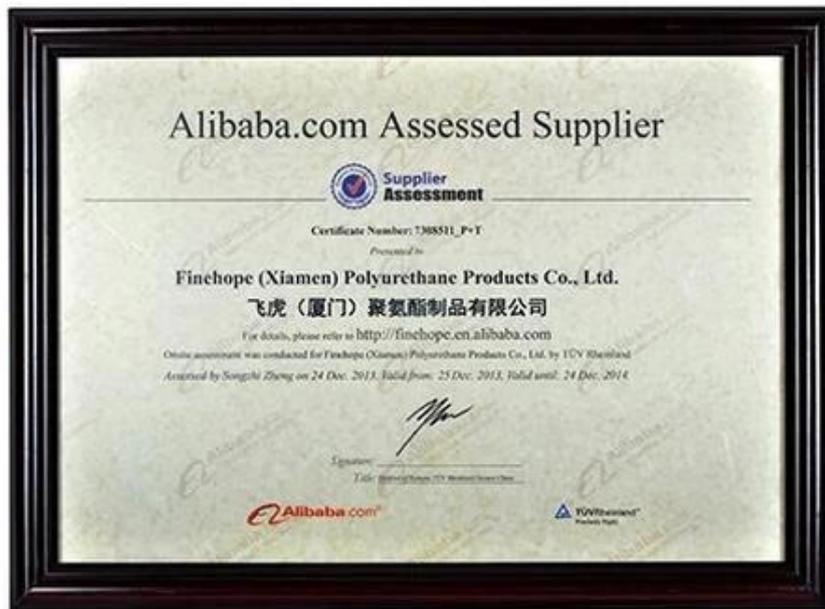 Alibaba.com Assessed Supplier
Supplier
Assessment
Certificate Number: 7308511_P+T
Presented to
Finehope (Xiamen) Polyurethane Products Co., Ltd.
飞虎（厦门）聚氨酯制品有限公司
For details, please refer to http://finehope.en.alibaba.com
Onsite assessment was conducted for Finehope (Xiamen) Polyurethane Products Co., Ltd. by TÜV Rheinland
Assessed by Songzhi Zheng on 24 Dec. 2013. Valid from: 25 Dec. 2013, Valid until: 24 Dec. 2014.
Signature:
Title:
Alibaba.com®
TÜVRheinland®
Precisely Right.